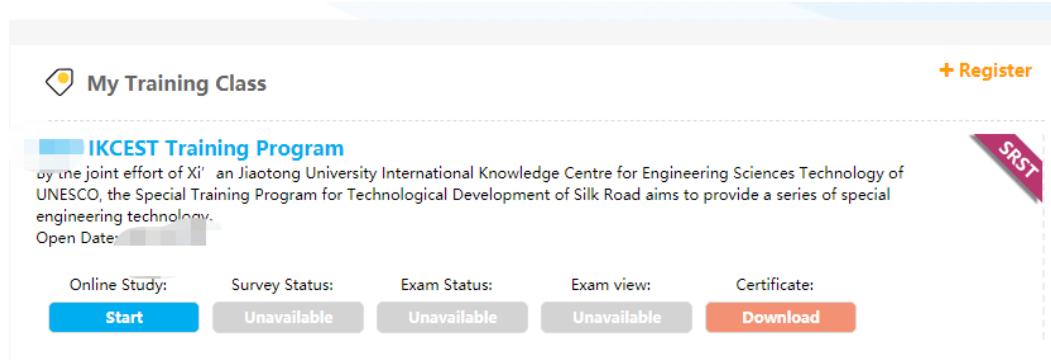 My Training Class
+ Register
IKCEST Training Program
SRST
by the joint effort of Xi’an Jiaotong University International Knowledge Centre for Engineering Sciences Technology of
UNESCO, the Special Training Program for Technological Development of Silk Road aims to provide a series of special
engineering technology.
Open Date:
Online Study:
Survey Status:
Exam Status:
Exam view:
Certificate:
Start
Unavailable
Unavailable
Unavailable
Download